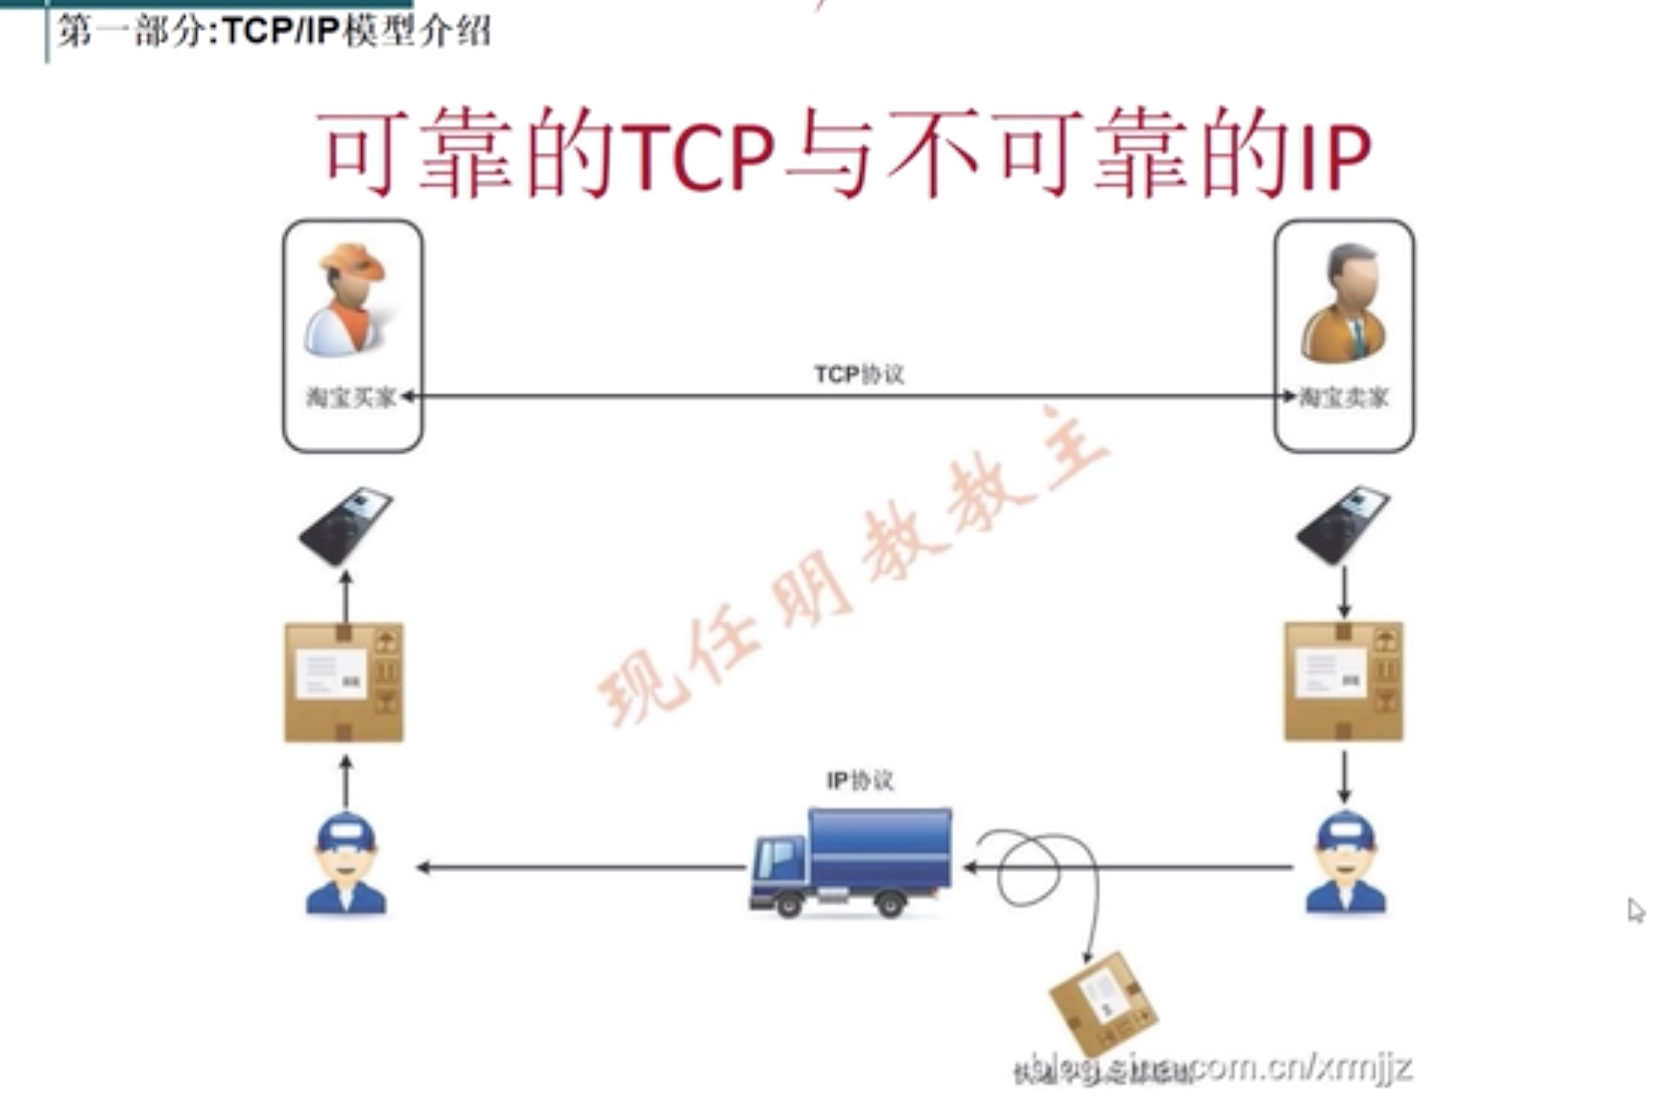 第一部分:TCP/IP模型介绍
可靠的TCP与不可靠的IP
TCP协议
淘宝买家
淘宝卖家
现任明教教主
IP协议
blog.sina.com.cn/xrmjjz